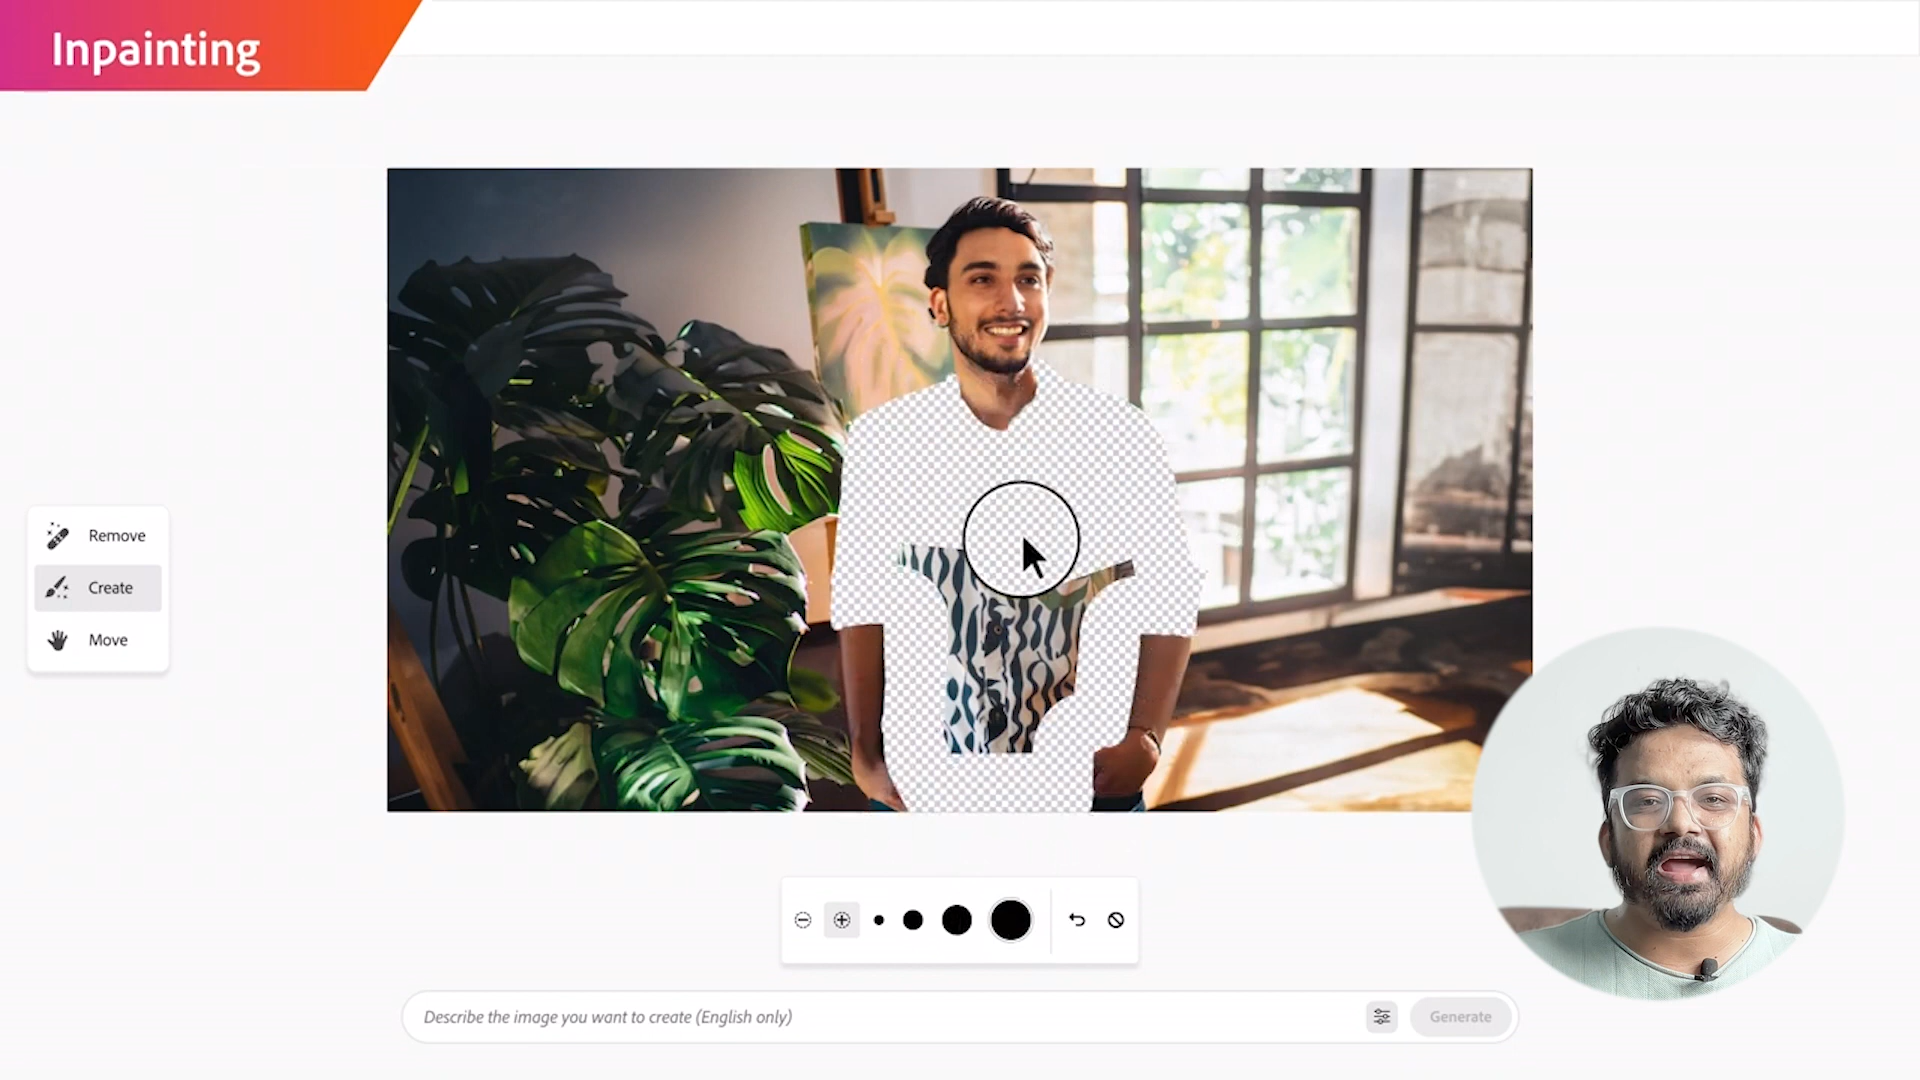 Inpainting
Remove
Create
Move
Describe the image you want to create (English only)
Generate